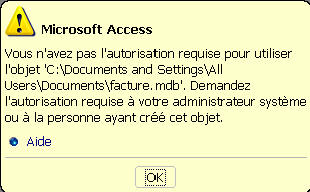 Microsoft Access
Vous n'avez pas l'autorisation requise pour utiliser
l'objet 'C:\Documents and Settings\All
Users\Documents\facture.mdb'. Demandez
l'autorisation requise à votre administrateur système
ou à la personne ayant créé cet objet.
Aide
OK